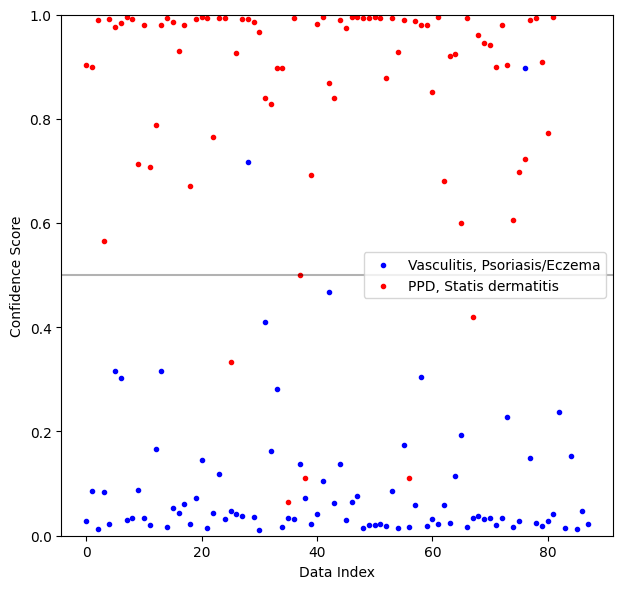 1.0
0.8
0.6
0.4
0.2
0.0
Confidence Score
Vasculitis, Psoriasis/Eczema
PPD, Statis dermatitis
0 20 40 60 80
Data Index